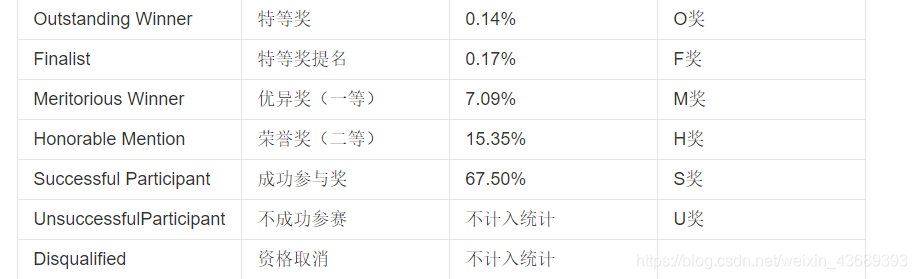 Outstanding Winner 特等奖 0.14% O奖
Finalist 特等奖提名 0.17% F奖
Meritorious Winner 优异奖（一等） 7.09% M奖
Honorable Mention 荣誉奖（二等） 15.35% H奖
Successful Participant 成功参与奖 67.50% S奖
UnsuccessfulParticipant 不成功参赛 不计入统计 U奖
Disqualified 资格取消 不计入统计
https://blog.csdn.net/weixin_43689393